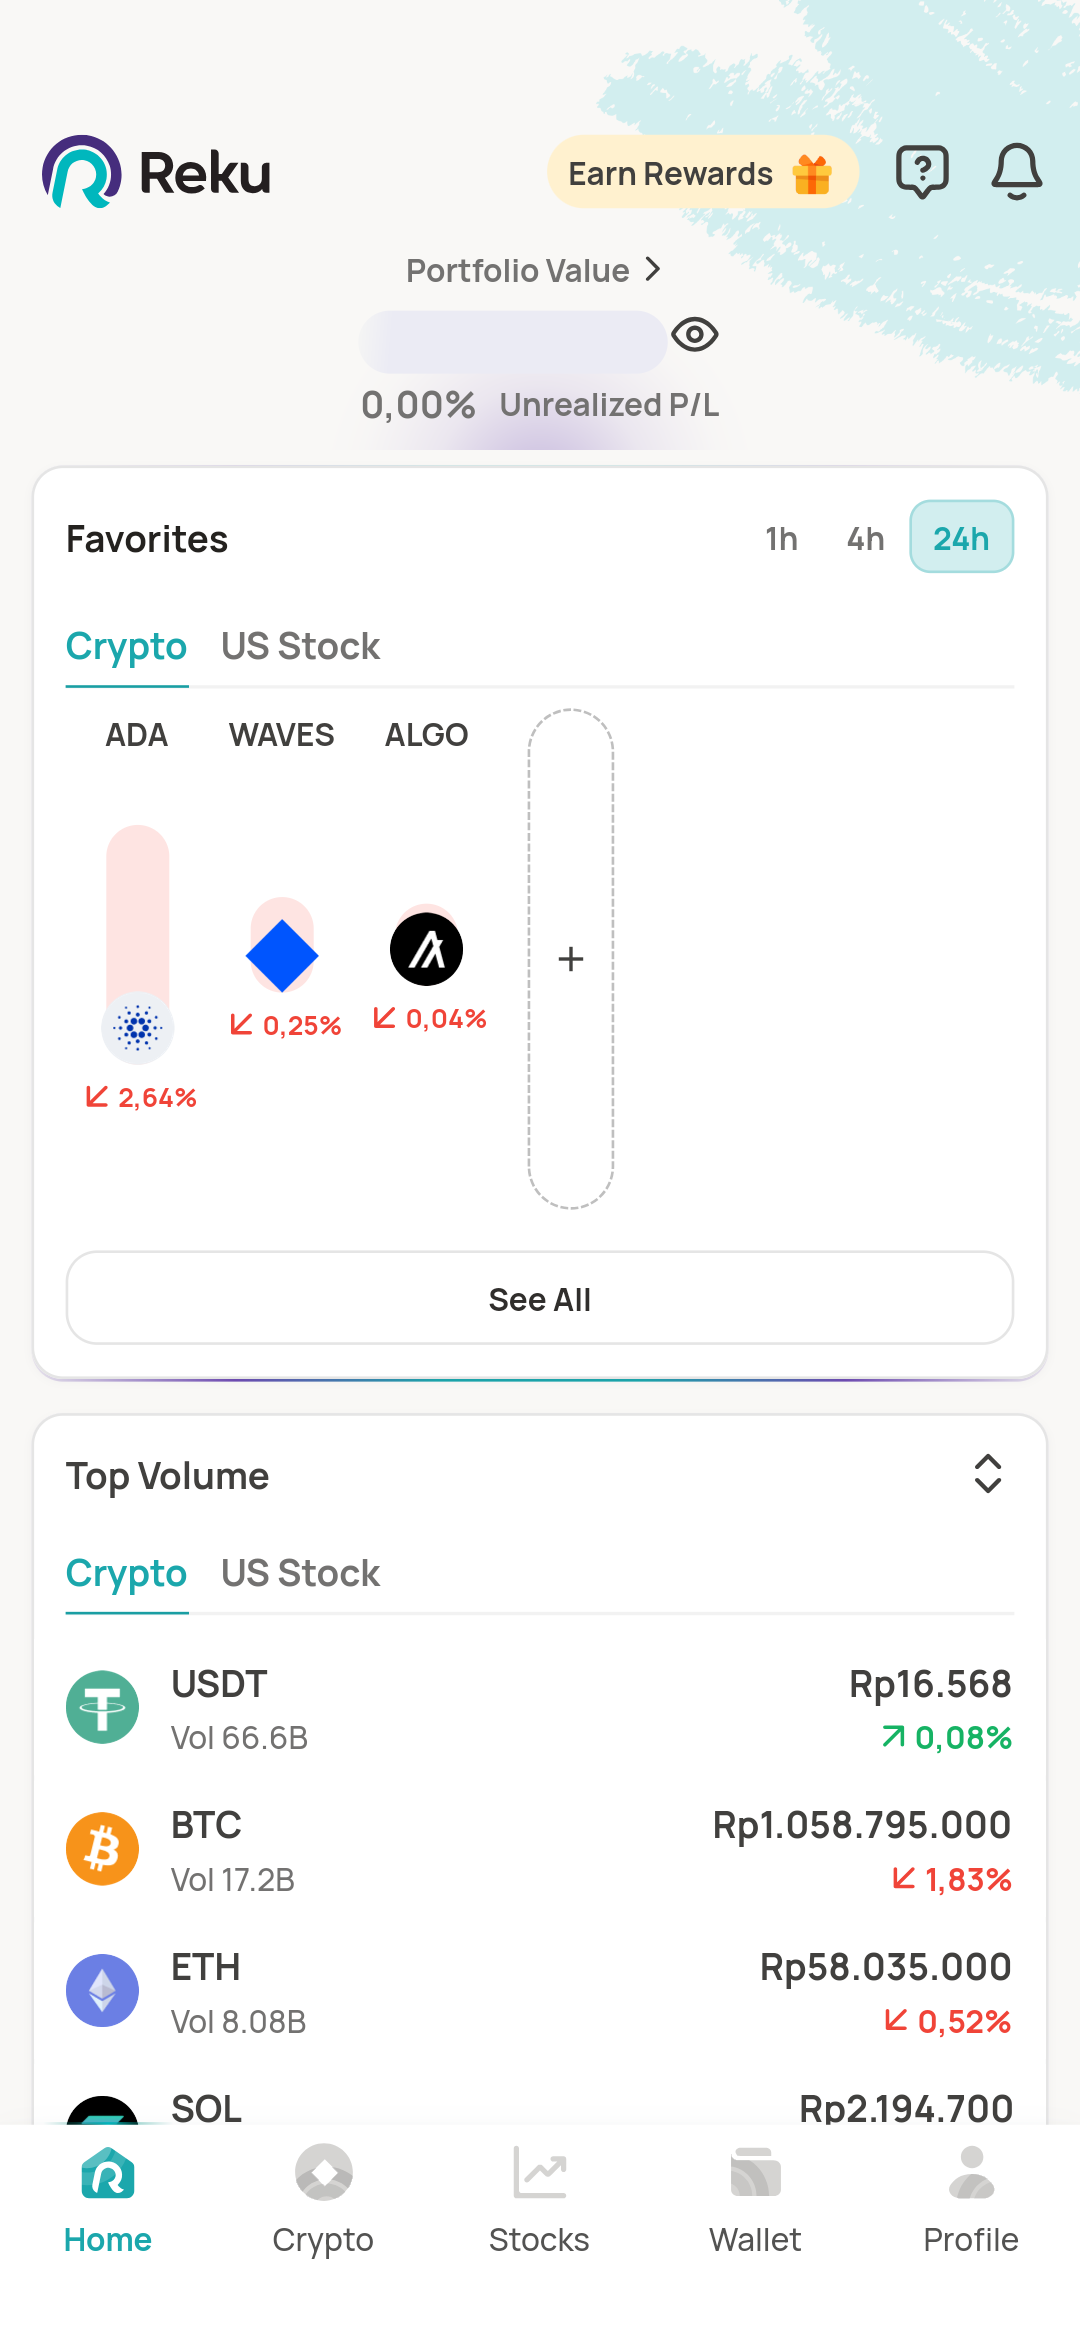 Reku
Earn Rewards
Portfolio Value
0,00% Unrealized P/L
Favorites
1h 4h 24h
Crypto US Stock
ADA WAVES ALGO
0,25% 0,04%
2,64%
See All
Top Volume
Crypto US Stock
USDT Rp16.568
Vol 66.6B 0,08%
BTC Rp1.058.795.000
Vol 17.2B 1,83%
ETH Rp58.035.000
Vol 8.08B 0,52%
SOL Rp2.194.700
Home Crypto Stocks Wallet Profile